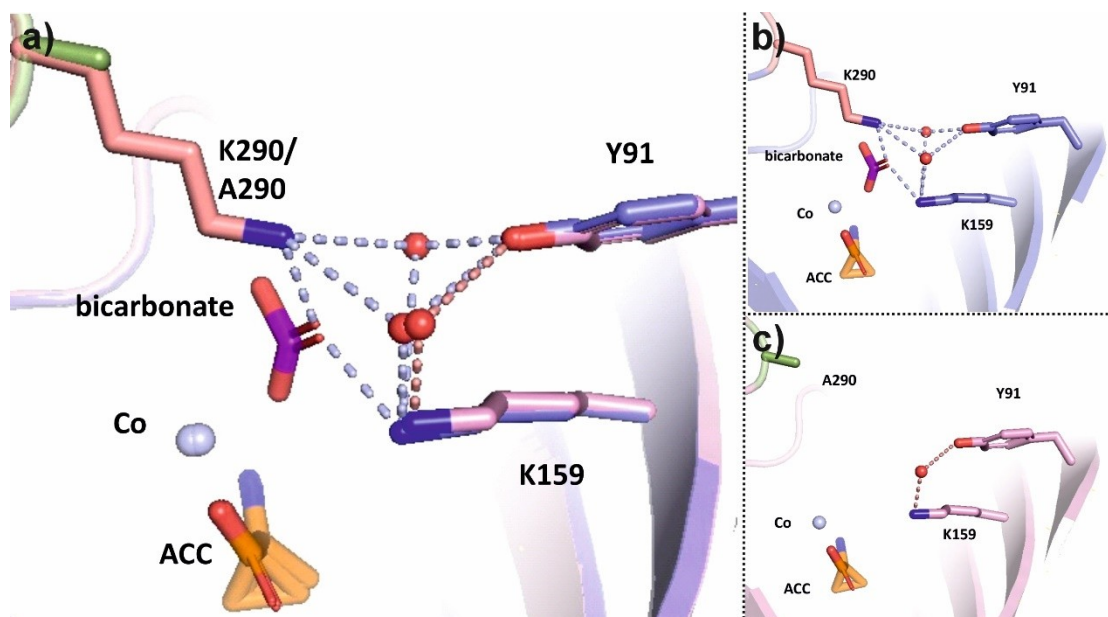 a)
K290/
A290
Y91
bicarbonate
Co
K159
ACC
b)
K290
Y91
bicarbonate
Co
K159
ACC
c)
A290
Y91
Co
K159
ACC